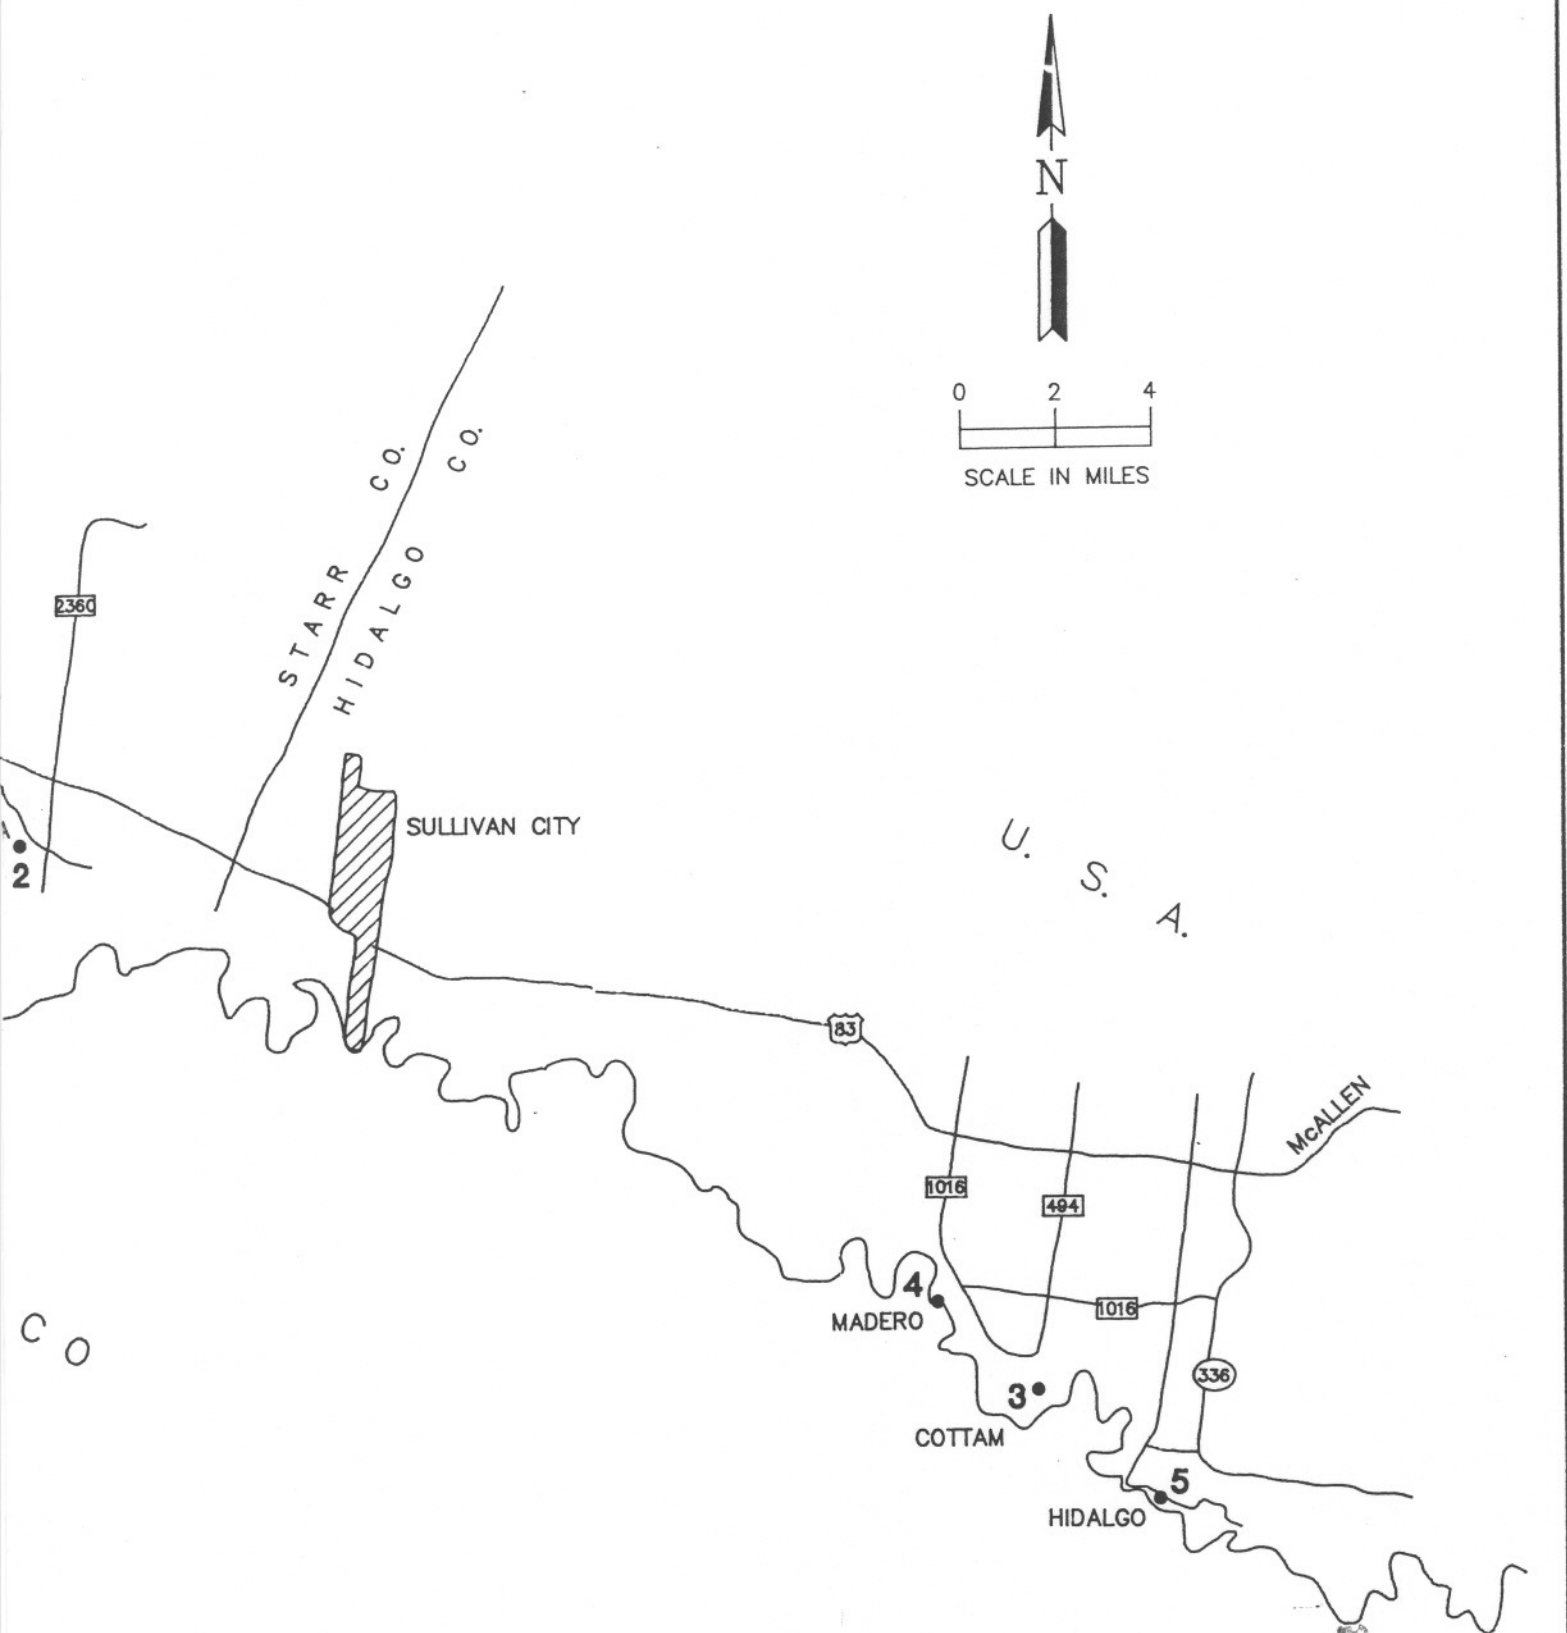 N
0 2 4
SCALE IN MILES
STARR CO.
HIDALGO CO.
2360
SULLIVAN CITY
2
U. S. A.
83
McALLEN
1016
494
4
MADERO
1016
CO
336
3
COTTAM
5
HIDALGO